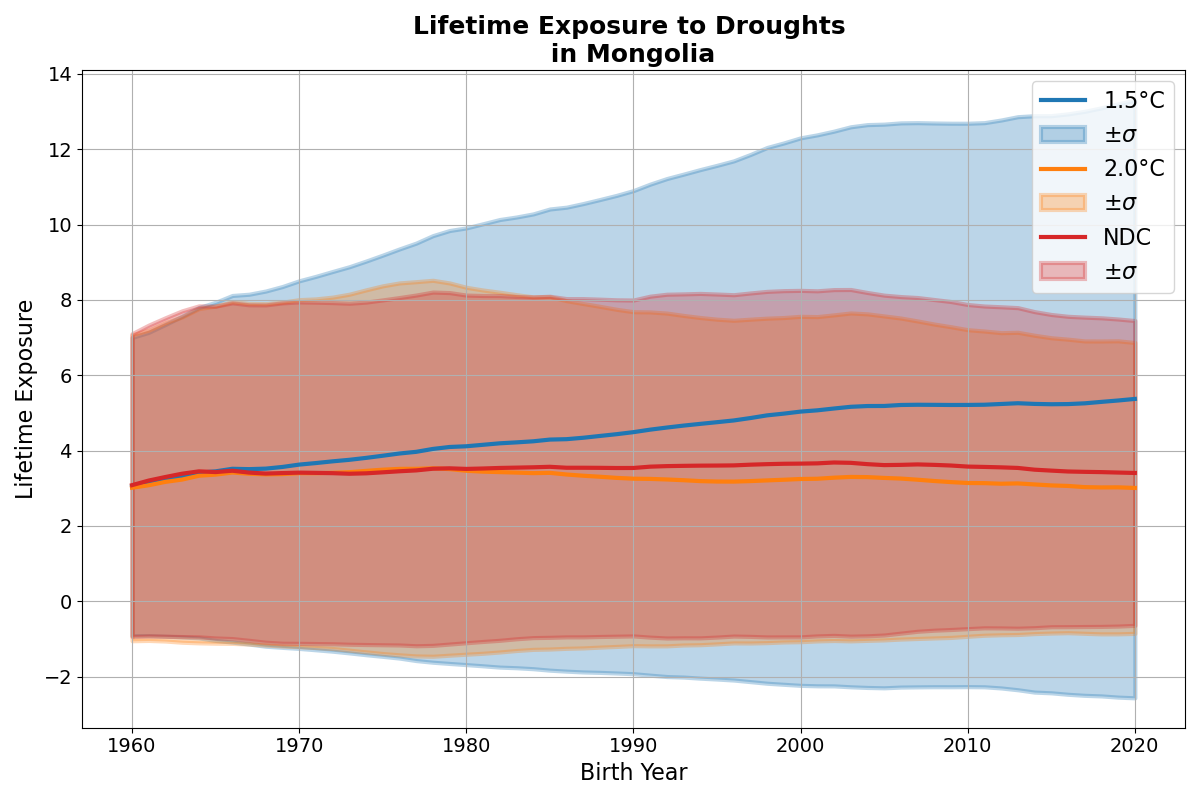 Lifetime Exposure to Droughts
in Mongolia
Lifetime Exposure
14
12
10
8
6
4
2
0
−2
1960
1970
1980
1990
2000
2010
2020
Birth Year
1.5°C
±σ
2.0°C
±σ
NDC
±σ